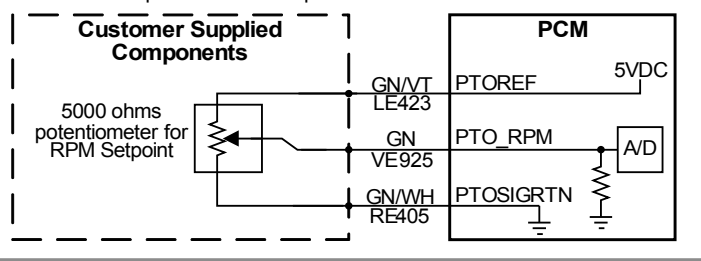 Customer Supplied
Components
PCM
5VDC
GN/VT
PTOREF
LE423
5000 ohms
potentiometer for
RPM Setpoint
GN
PTO_RPM
A/D
VE925
GN/WH
PTOSIGRTN
RE405